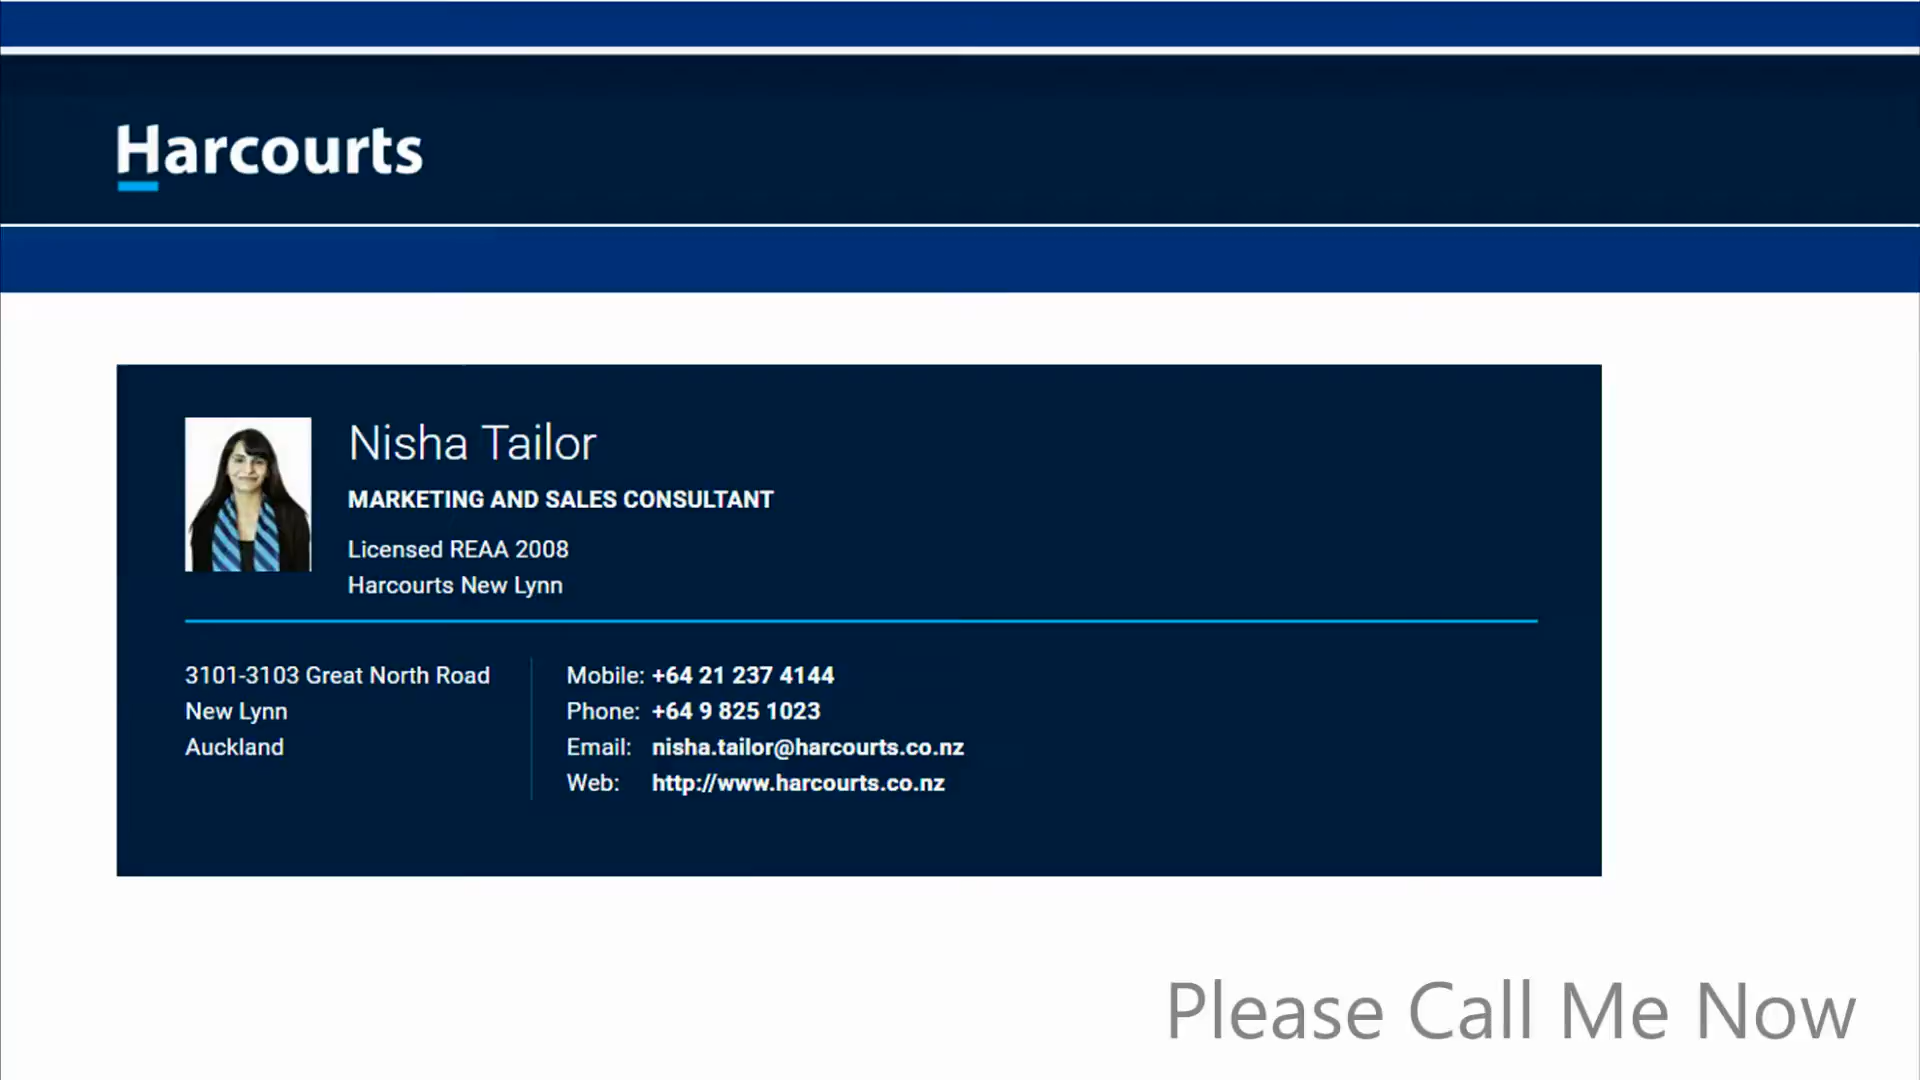 Harcourts
Nisha Tailor
MARKETING AND SALES CONSULTANT
Licensed REAA 2008
Harcourts New Lynn
3101-3103 Great North Road
New Lynn
Auckland
Mobile: +64 21 237 4144
Phone: +64 9 825 1023
Email: nisha.tailor@harcourts.co.nz
Web: http://www.harcourts.co.nz
Please Call Me Now